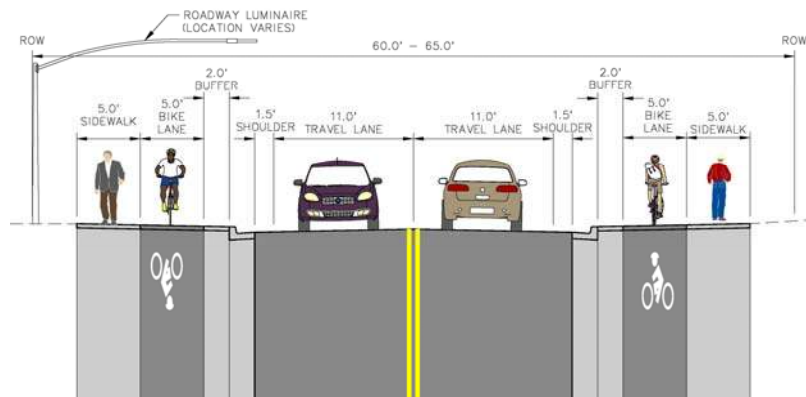 ROADWAY LUMINAIRE
(LOCATION VARIES)
ROW
60.0' - 65.0'
ROW
2.0'
BUFFER
2.0'
BUFFER
5.0'
SIDEWALK
5.0'
BIKE
LANE
1.5'
SHOULDER
11.0'
TRAVEL LANE
11.0'
TRAVEL LANE
1.5'
SHOULDER
5.0'
BIKE
LANE
5.0'
SIDEWALK